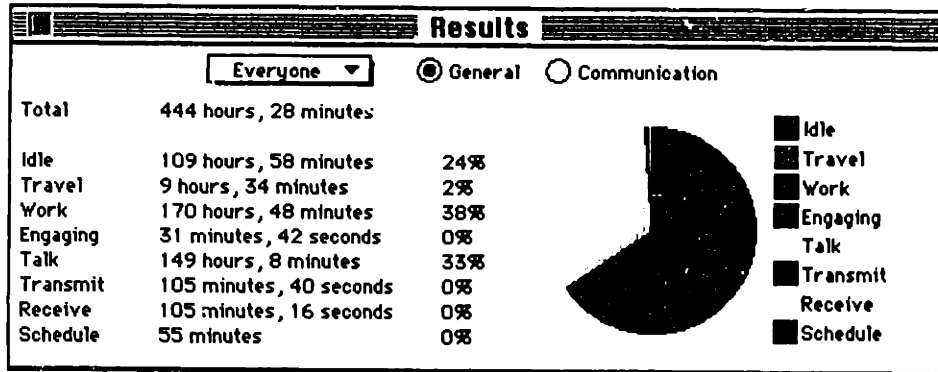 Results
Everyone General Communication
Total 444 hours, 28 minutes
Idle 109 hours, 58 minutes 24%
Travel 9 hours, 34 minutes 2%
Work 170 hours, 48 minutes 38%
Engaging 31 minutes, 42 seconds 0%
Talk 149 hours, 8 minutes 33%
Transmit 105 minutes, 40 seconds 0%
Receive 105 minutes, 16 seconds 0%
Schedule 55 minutes 0%
Idle
Travel
Work
Engaging
Talk
Transmit
Receive
Schedule